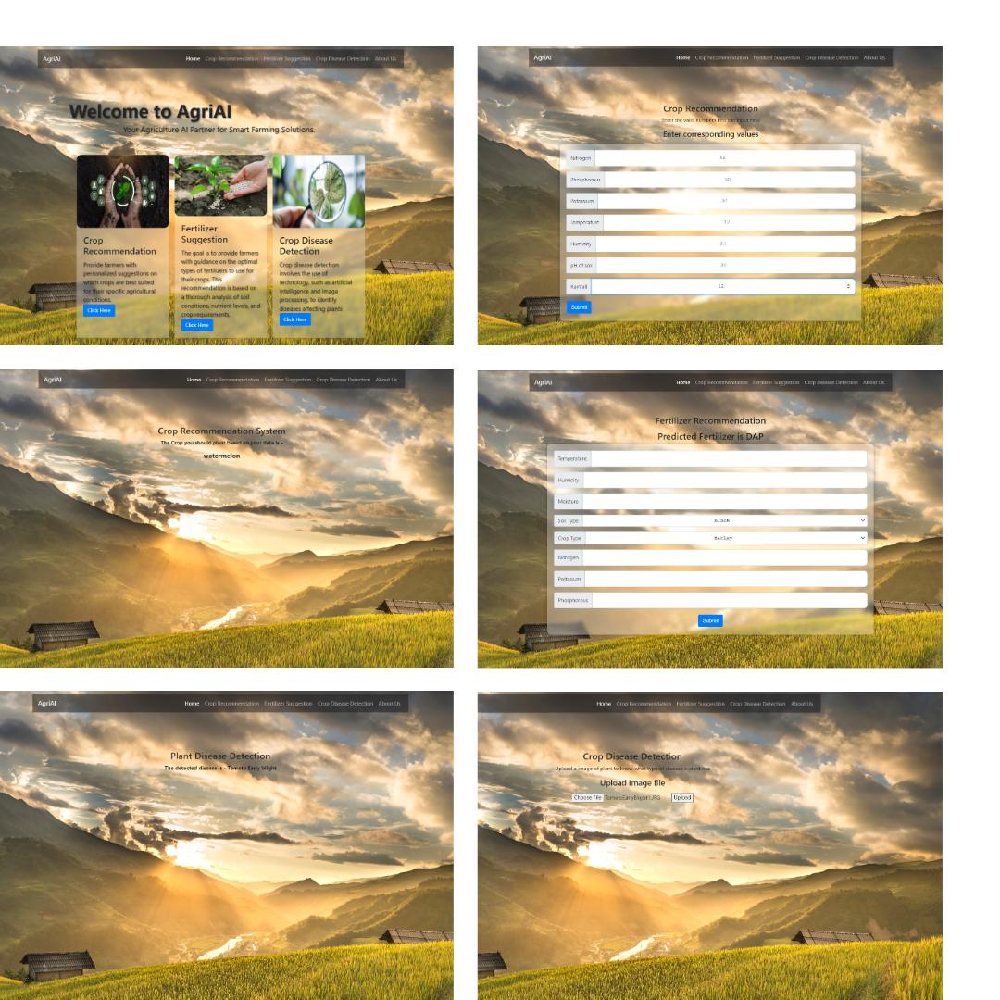 AgriAI
Home Crop Recommendation Fertilizer Suggestion Crop Disease Detection About Us
Welcome to AgriAI
Your Agriculture AI Partner for Smart Farming Solutions.
Crop
Recommendation
Provide farmers with
personalized suggestions on
which crops are best suited
for their specific agricultural
conditions.
Click Here
Fertilizer
Suggestion
The goal is to provide farmers
with guidance on the optimal
types of fertilizers to use for
their crops. This
recommendation is based on
a thorough analysis of soil
conditions, nutrient levels, and
crop requirements.
Click Here
Crop Disease
Detection
Crop disease detection
involves the use of
technology, such as artificial
intelligence and image
processing, to identify
diseases affecting plants
Click Here
AgriAI
Home Crop Recommendation Fertilizer Suggestion Crop Disease Detection About Us
Crop Recommendation
Enter the valid numbers into the input field
Enter corresponding values
Nitrogen
Phosphorous
Potassium
Temperature
Humidity
pH of soil
Rainfall
Submit
AgriAI
Home Crop Recommendation Fertilizer Suggestion Crop Disease Detection About Us
Crop Recommendation System
The Crop you should plant based on your data is -
watermelon
AgriAI
Home Crop Recommendation Fertilizer Suggestion Crop Disease Detection About Us
Fertilizer Recommendation
Predicted Fertilizer is DAP
Temperature
Humidity
Moisture
Soil Type Black
Crop Type Barley
Nitrogen
Pottasium
Phosphorous
Submit
AgriAI
Home Crop Recommendation Fertilizer Suggestion Crop Disease Detection About Us
Plant Disease Detection
The detected disease is - Tomato Early blight
Home Crop Recommendation Fertilizer Suggestion Crop Disease Detection About Us
Crop Disease Detection
Upload a image of plant to know what type of disease is plant has
Upload Image file
Choose File TomatoEarlyBlight1.JPG Upload